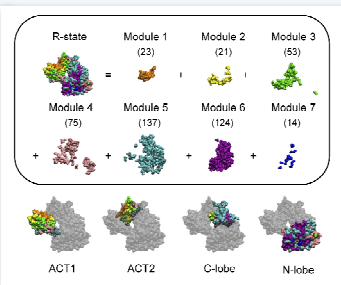 R-state Module 1 Module 2 Module 3
(23) (21) (53)
=
Module 4 Module 5 Module 6 Module 7
(75) (137) (124) (14)
+ + + +
ACT1 ACT2 C-lobe N-lobe